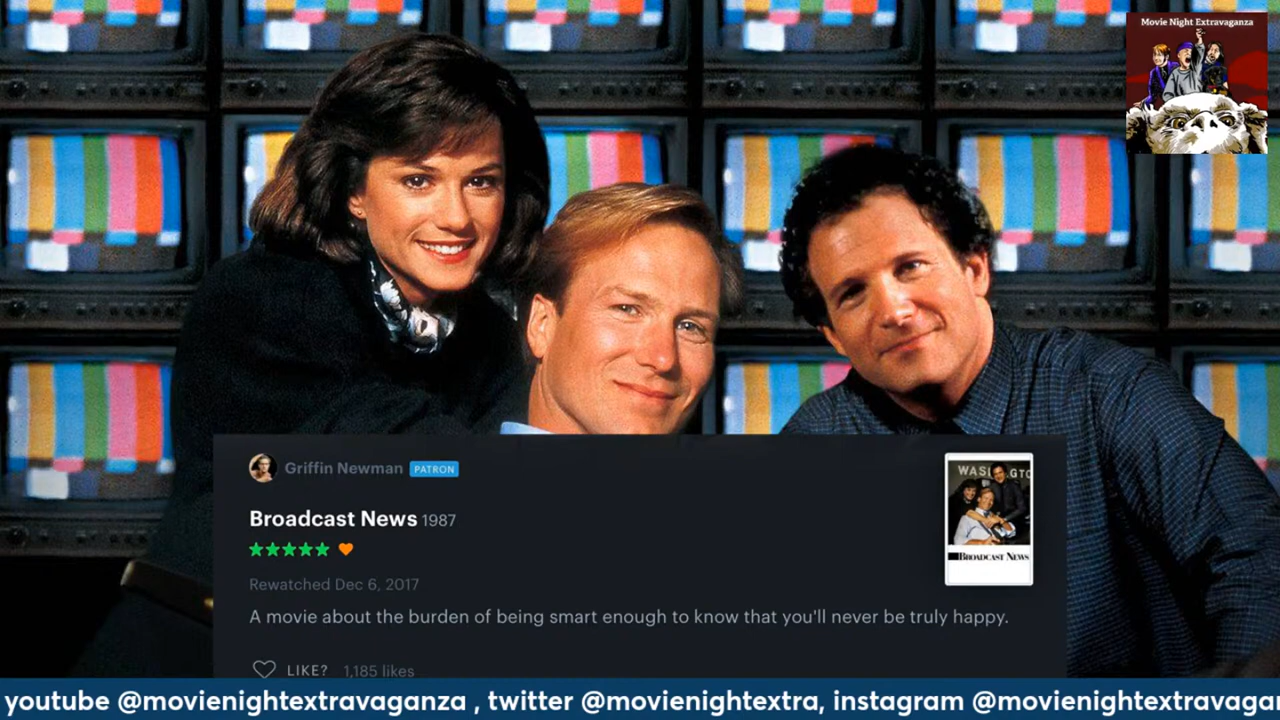 Movie Night Extravaganza
Griffin Newman PATRON
Broadcast News 1987
Rewatched Dec 6, 2017
A movie about the burden of being smart enough to know that you'll never be truly happy.
LIKE? 1,185 likes
WASHINGTO
BROADCAST NEWS
youtube @movienightextravaganza , twitter @movienightextra, instagram @movienightextravagan